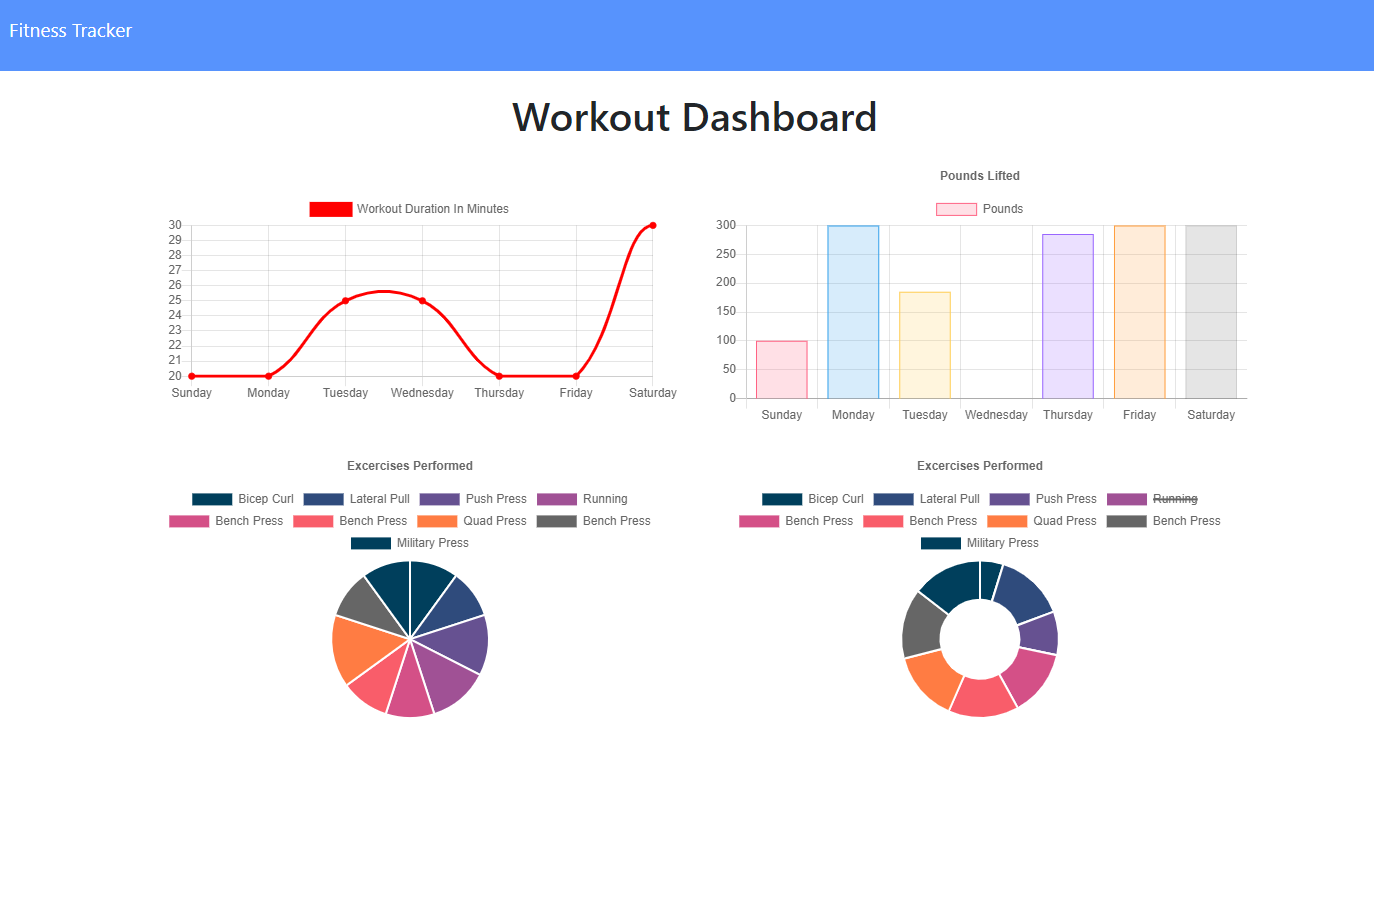 Fitness Tracker
Workout Dashboard
Workout Duration In Minutes
30
29
28
27
26
25
24
23
22
21
20
Sunday Monday Tuesday Wednesday Thursday Friday Saturday
Pounds Lifted
Pounds
300
250
200
150
100
50
0
Sunday Monday Tuesday Wednesday Thursday Friday Saturday
Excercises Performed
Bicep Curl Lateral Pull Push Press Running
Bench Press Bench Press Quad Press Bench Press
Military Press
Excercises Performed
Bicep Curl Lateral Pull Push Press Running
Bench Press Bench Press Quad Press Bench Press
Military Press